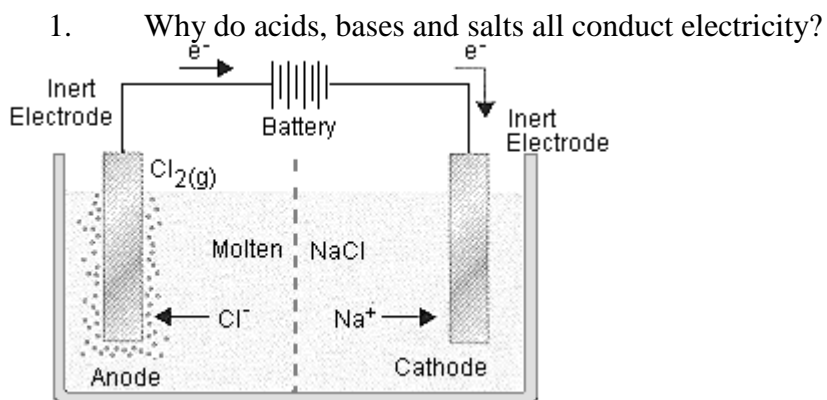 1. Why do acids, bases and salts all conduct electricity?
e⁻
e⁻
Inert
Electrode
Battery
Inert
Electrode
Cl₂(g)
Molten NaCl
Cl⁻
Na⁺
Anode
Cathode